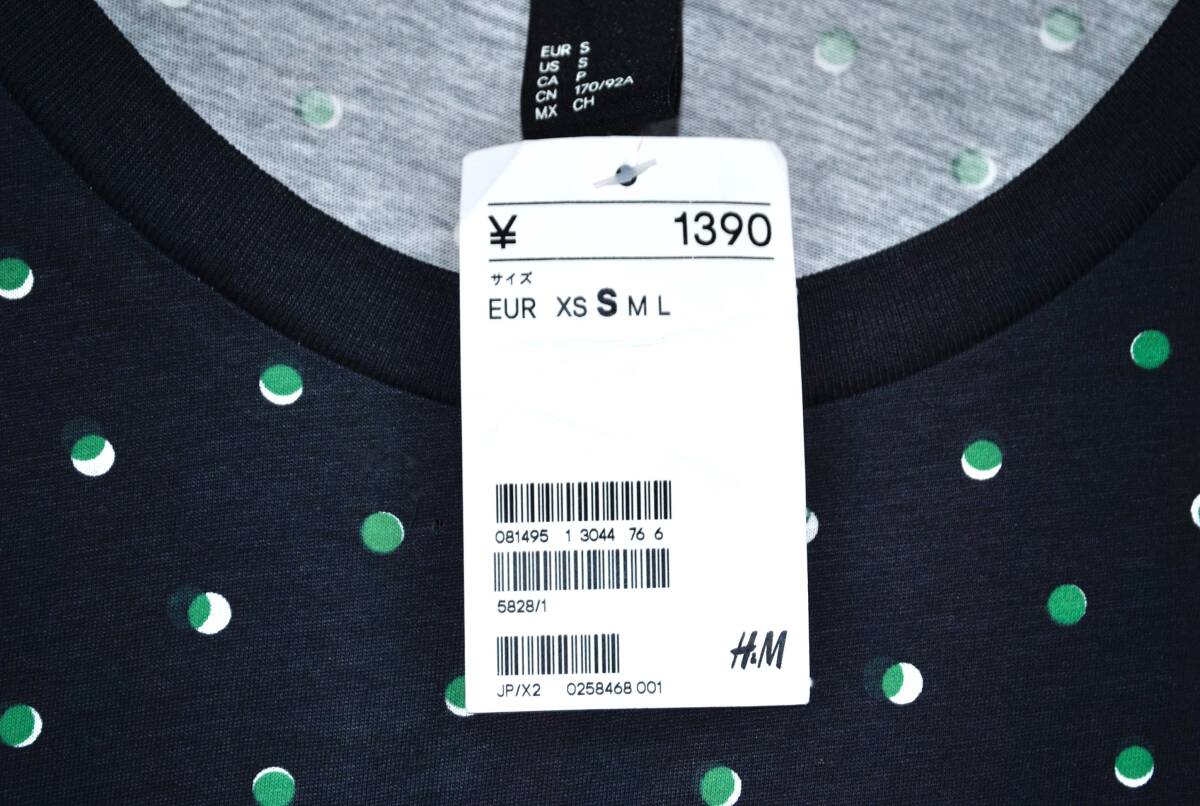 EUR S
US S
CA P
CN 170/92A
MX CH
¥ 1390
サイズ
EUR XS S M L
081495 1 3044 76 6
5828/1
H&M
JP/X2 0258468 001